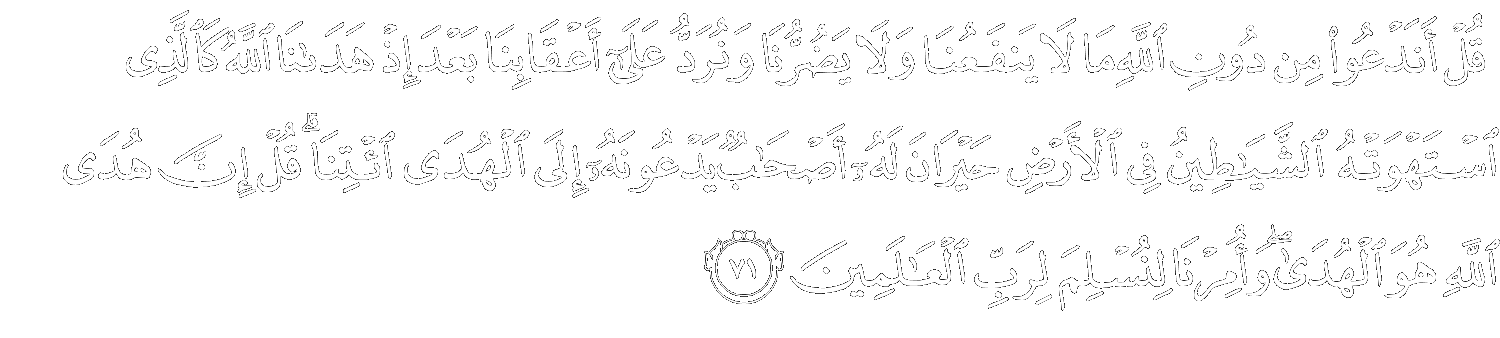 قُلْ أَنَدْعُوا۟ مِن دُونِ ٱللَّهِ مَا لَا يَنفَعُنَا وَلَا يَضُرُّنَا وَنُرَدُّ عَلَىٰٓ أَعْقَابِنَا بَعْدَ إِذْ هَدَىٰنَا ٱللَّهُ كَٱلَّذِى
ٱسْتَهْوَتْهُ ٱلشَّيَـٰطِينُ فِى ٱلْأَرْضِ حَيْرَانَ لَهُۥٓ أَصْحَـٰبٌ يَدْعُونَهُۥٓ إِلَى ٱلْهُدَى ٱئْتِنَا ۗ قُلْ إِنَّ هُدَى
ٱللَّهِ هُوَ ٱلْهُدَىٰ ۖ وَأُمِرْنَا لِنُسْلِمَ لِرَبِّ ٱلْعَـٰلَمِينَ ٧١